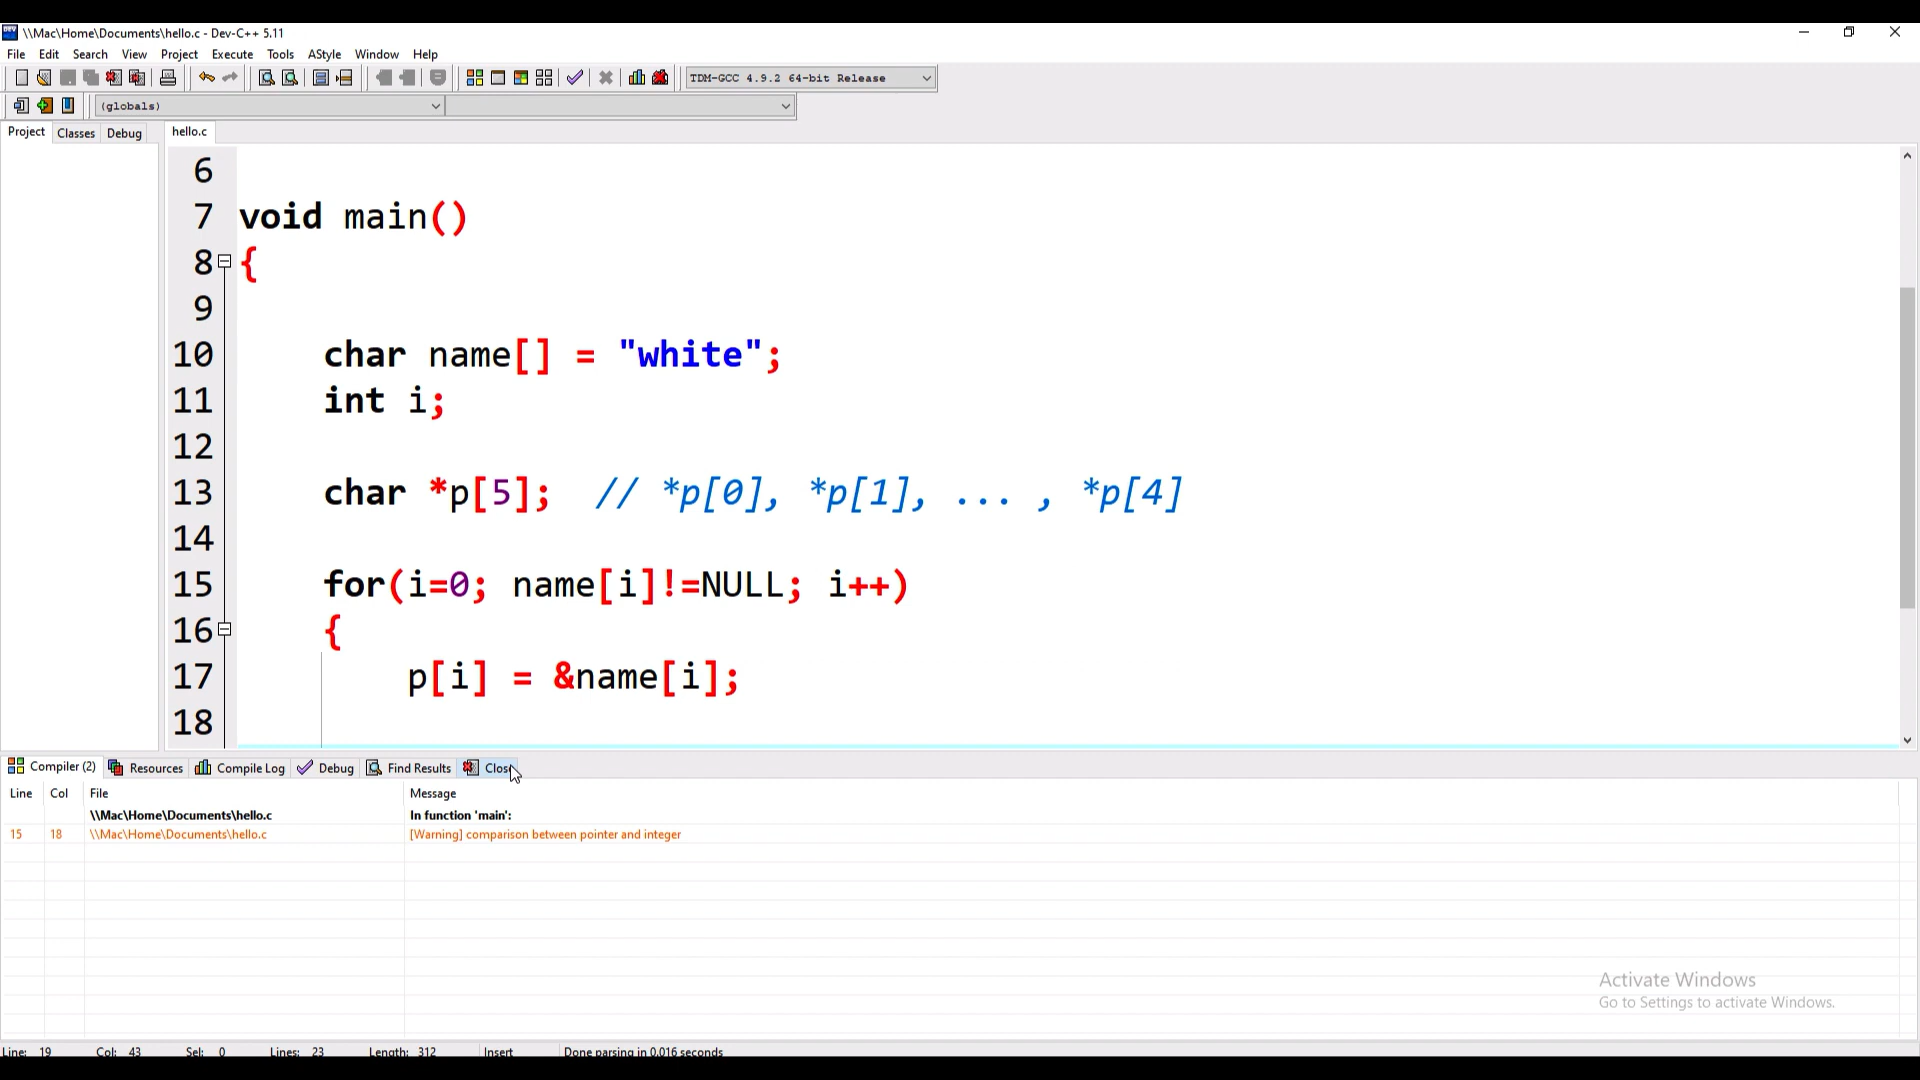 \\Mac\Home\Documents\hello.c - Dev-C++ 5.11
File Edit Search View Project Execute Tools AStyle Window Help
TDM-GCC 4.9.2 64-bit Release
(globals)
Project Classes Debug hello.c
6
7 void main()
8 {
9
10 char name[] = "white";
11 int i;
12
13 char *p[5]; // *p[0], *p[1], ... , *p[4]
14
15 for(i=0; name[i]!=NULL; i++)
16 {
17 p[i] = &name[i];
18
Compiler (2) Resources Compile Log Debug Find Results Close
Line Col File Message
\\Mac\Home\Documents\hello.c In function 'main':
15 18 \\Mac\Home\Documents\hello.c [Warning] comparison between pointer and integer
Activate Windows
Go to Settings to activate Windows.
Line: 19 Col: 43 Sel: 0 Lines: 23 Length: 312 Insert Done parsing in 0.016 seconds